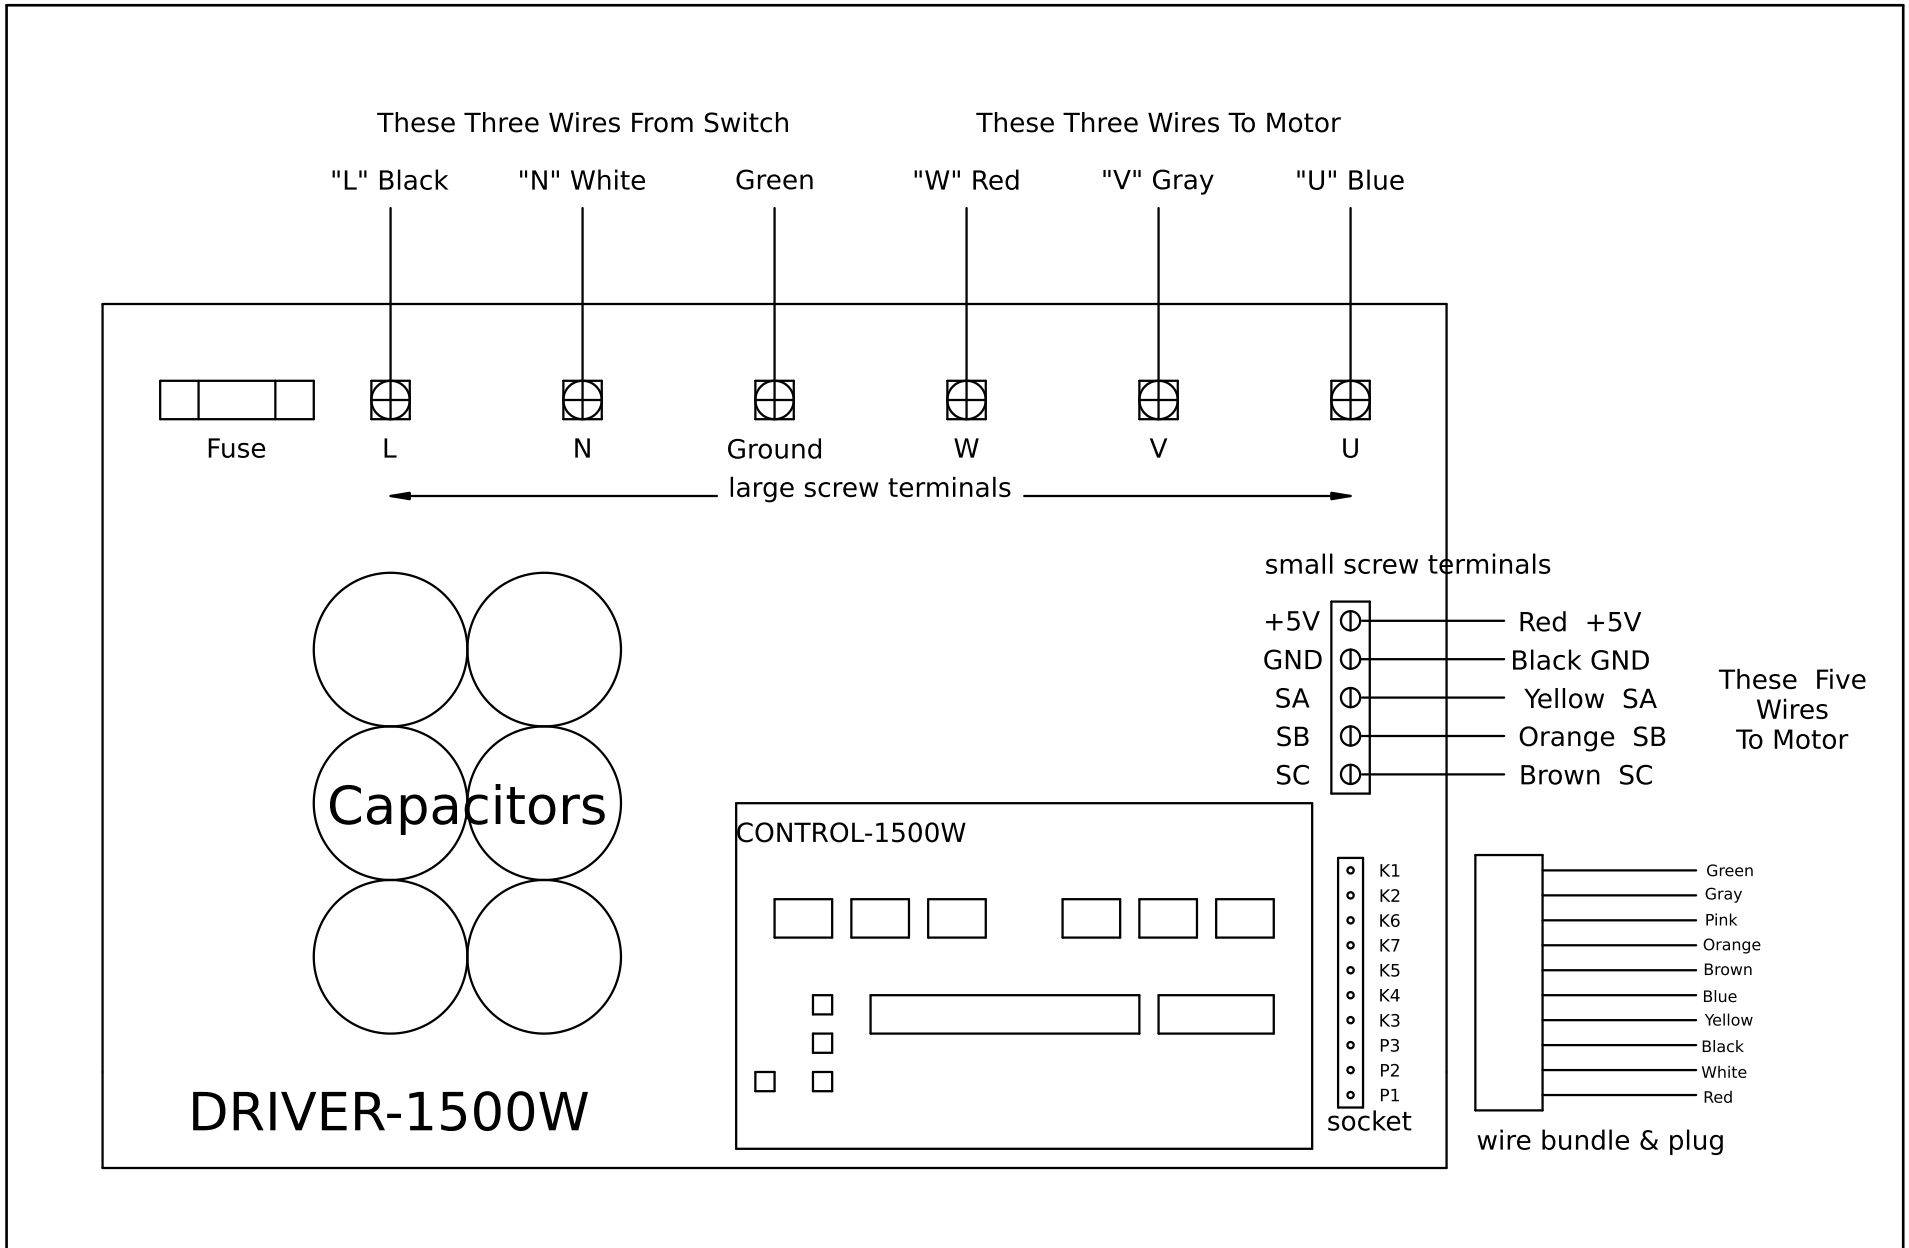 These Three Wires From Switch
These Three Wires To Motor
"L" Black
"N" White
Green
"W" Red
"V" Gray
"U" Blue
Fuse
L
N
Ground
W
V
U
large screw terminals
small screw terminals
+5V
Red +5V
GND
Black GND
SA
Yellow SA
SB
Orange SB
SC
Brown SC
These Five
Wires
To Motor
Capacitors
CONTROL-1500W
K1
K2
K6
K7
K5
K4
K3
P3
P2
P1
socket
Green
Gray
Pink
Orange
Brown
Blue
Yellow
Black
White
Red
wire bundle & plug
DRIVER-1500W